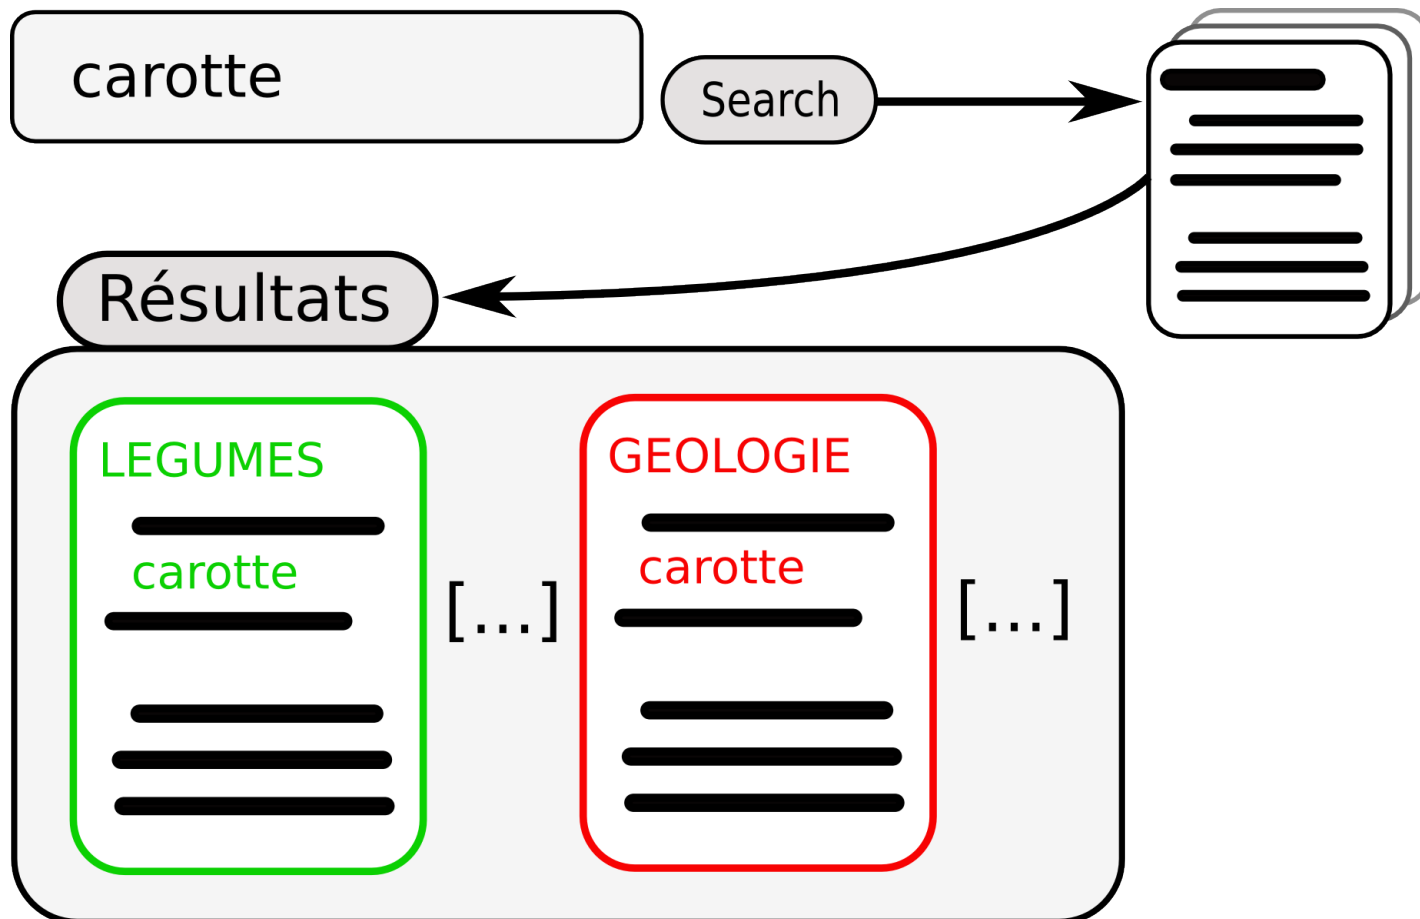 carotte
Search
Résultats
LEGUMES
carotte
[...]
GEOLOGIE
carotte
[...]